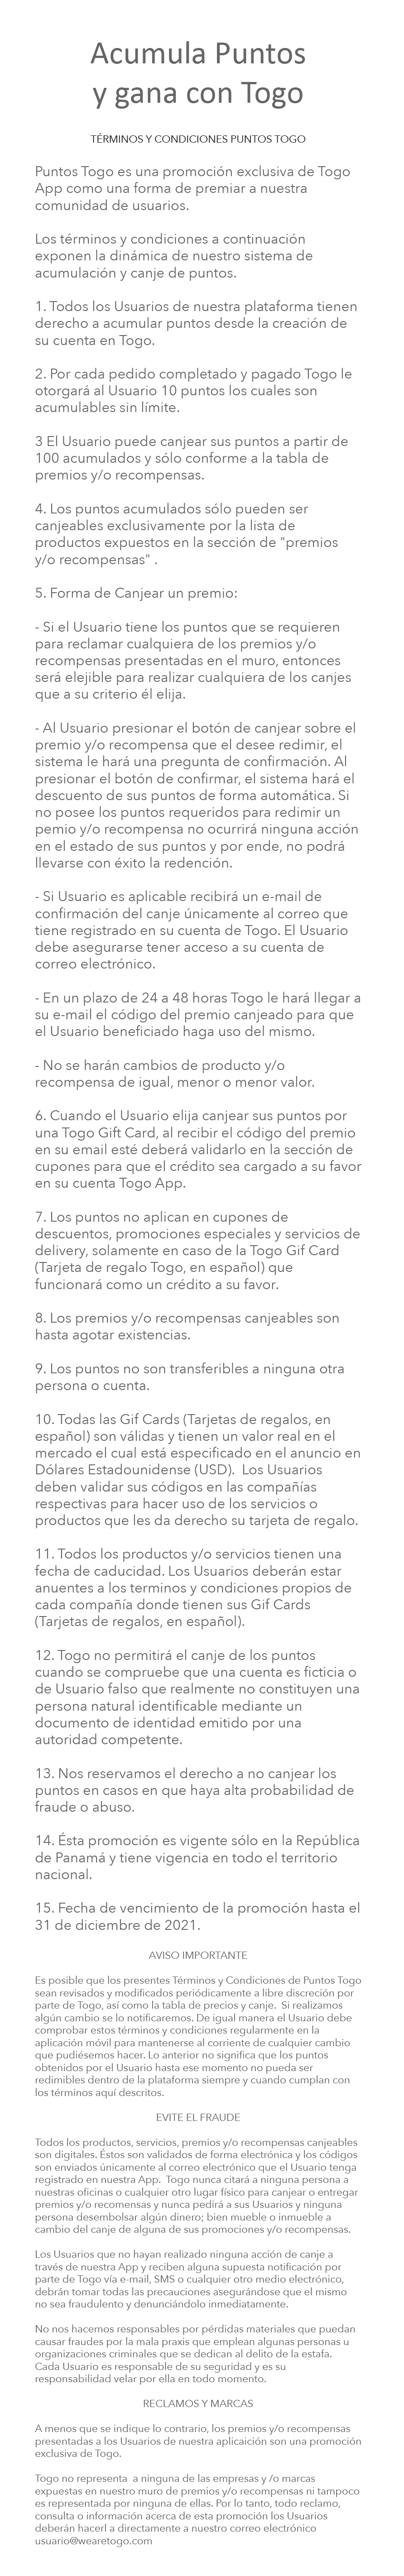 Acumula Puntos
y gana con Togo
TÉRMINOS Y CONDICIONES PUNTOS TOGO
Puntos Togo es una promoción exclusiva de Togo
App como una forma de premiar a nuestra
comunidad de usuarios.
Los términos y condiciones a continuación
exponen la dinámica de nuestro sistema de
acumulación y canje de puntos.
1. Todos los Usuarios de nuestra plataforma tienen
derecho a acumular puntos desde la creación de
su cuenta en Togo.
2. Por cada pedido completado y pagado Togo le
otorgará al Usuario 10 puntos los cuales son
acumulables sin límite.
3 El Usuario puede canjear sus puntos a partir de
100 acumulados y sólo conforme a la tabla de
premios y/o recompensas.
4. Los puntos acumulados sólo pueden ser
canjeables exclusivamente por la lista de
productos expuestos en la sección de "premios
y/o recompensas" .
5. Forma de Canjear un premio:
- Si el Usuario tiene los puntos que se requieren
para reclamar cualquiera de los premios y/o
recompensas presentadas en el muro, entonces
será elejible para realizar cualquiera de los canjes
que a su criterio él elija.
- Al Usuario presionar el botón de canjear sobre el
premio y/o recompensa que el desee redimir, el
sistema le hará una pregunta de confirmación. Al
presionar el botón de confirmar, el sistema hará el
descuento de sus puntos de forma automática. Si
no posee los puntos requeridos para redimir un
pemio y/o recompensa no ocurrirá ninguna acción
en el estado de sus puntos y por ende, no podrá
llevarse con éxito la redención.
- Si Usuario es aplicable recibirá un e-mail de
confirmación del canje únicamente al correo que
tiene registrado en su cuenta de Togo. El Usuario
debe asegurarse tener acceso a su cuenta de
correo electrónico.
- En un plazo de 24 a 48 horas Togo le hará llegar a
su e-mail el código del premio canjeado para que
el Usuario beneficiado haga uso del mismo.
- No se harán cambios de producto y/o
recompensa de igual, menor o menor valor.
6. Cuando el Usuario elija canjear sus puntos por
una Togo Gift Card, al recibir el código del premio
en su email esté deberá validarlo en la sección de
cupones para que el crédito sea cargado a su favor
en su cuenta Togo App.
7. Los puntos no aplican en cupones de
descuentos, promociones especiales y servicios de
delivery, solamente en caso de la Togo Gif Card
(Tarjeta de regalo Togo, en español) que
funcionará como un crédito a su favor.
8. Los premios y/o recompensas canjeables son
hasta agotar existencias.
9. Los puntos no son transferibles a ninguna otra
persona o cuenta.
10. Todas las Gif Cards (Tarjetas de regalos, en
español) son válidas y tienen un valor real en el
mercado el cual está especificado en el anuncio en
Dólares Estadounidense (USD).  Los Usuarios
deben validar sus códigos en las compañías
respectivas para hacer uso de los servicios o
productos que les da derecho su tarjeta de regalo.
11. Todos los productos y/o servicios tienen una
fecha de caducidad. Los Usuarios deberán estar
anuentes a los terminos y condiciones propios de
cada compañía donde tienen sus Gif Cards
(Tarjetas de regalos, en español).
12. Togo no permitirá el canje de los puntos
cuando se compruebe que una cuenta es ficticia o
de Usuario falso que realmente no constituyen una
persona natural identificable mediante un
documento de identidad emitido por una
autoridad competente.
13. Nos reservamos el derecho a no canjear los
puntos en casos en que haya alta probabilidad de
fraude o abuso.
14. Ésta promoción es vigente sólo en la República
de Panamá y tiene vigencia en todo el territorio
nacional.
15. Fecha de vencimiento de la promoción hasta el
31 de diciembre de 2021.
AVISO IMPORTANTE
Es posible que los presentes Términos y Condiciones de Puntos Togo
sean revisados y modificados periódicamente a libre discreción por
parte de Togo, así como la tabla de precios y canje.  Si realizamos
algún cambio se lo notificaremos. De igual manera el Usuario debe
comprobar estos términos y condiciones regularmente en la
aplicación móvil para mantenerse al corriente de cualquier cambio
que pudiésemos hacer. Lo anterior no significa que los puntos
obtenidos por el Usuario hasta ese momento no pueda ser
redimibles dentro de la plataforma siempre y cuando cumplan con
los términos aquí descritos.
EVITE EL FRAUDE
Todos los productos, servicios, premios y/o recompensas canjeables
son digitales. Éstos son validados de forma electrónica y los códigos
son enviados únicamente al correo electrónico que el Usuario tenga
registrado en nuestra App.  Togo nunca citará a ninguna persona a
nuestras oficinas o cualquier otro lugar físico para canjear o entregar
premios y/o recomensas y nunca pedirá a sus Usuarios y ninguna
persona desembolsar algún dinero; bien mueble o inmueble a
cambio del canje de alguna de sus promociones y/o recompensas.
Los Usuarios que no hayan realizado ninguna acción de canje a
través de nuestra App y reciben alguna supuesta notificación por
parte de Togo vía e-mail, SMS o cualquier otro medio electrónico,
debrán tomar todas las precauciones asegurándose que el mismo
no sea fraudulento y denunciándolo inmediatamente.
No nos hacemos responsables por pérdidas materiales que puedan
causar fraudes por la mala praxis que emplean algunas personas u
organizaciones criminales que se dedican al delito de la estafa.
Cada Usuario es responsable de su seguridad y es su
responsabilidad velar por ella en todo momento.
RECLAMOS Y MARCAS
A menos que se indique lo contrario, los premios y/o recompensas
presentadas a los Usuarios de nuestra aplicaición son una promoción
exclusiva de Togo.
Togo no representa  a ninguna de las empresas y /o marcas
expuestas en nuestro muro de premios y/o recompensas ni tampoco
es representada por ninguna de ellas. Por lo tanto, todo reclamo,
consulta o información acerca de esta promoción los Usuarios
deberán hacerl a directamente a nuestro correo electrónico
usuario@wearetogo.com